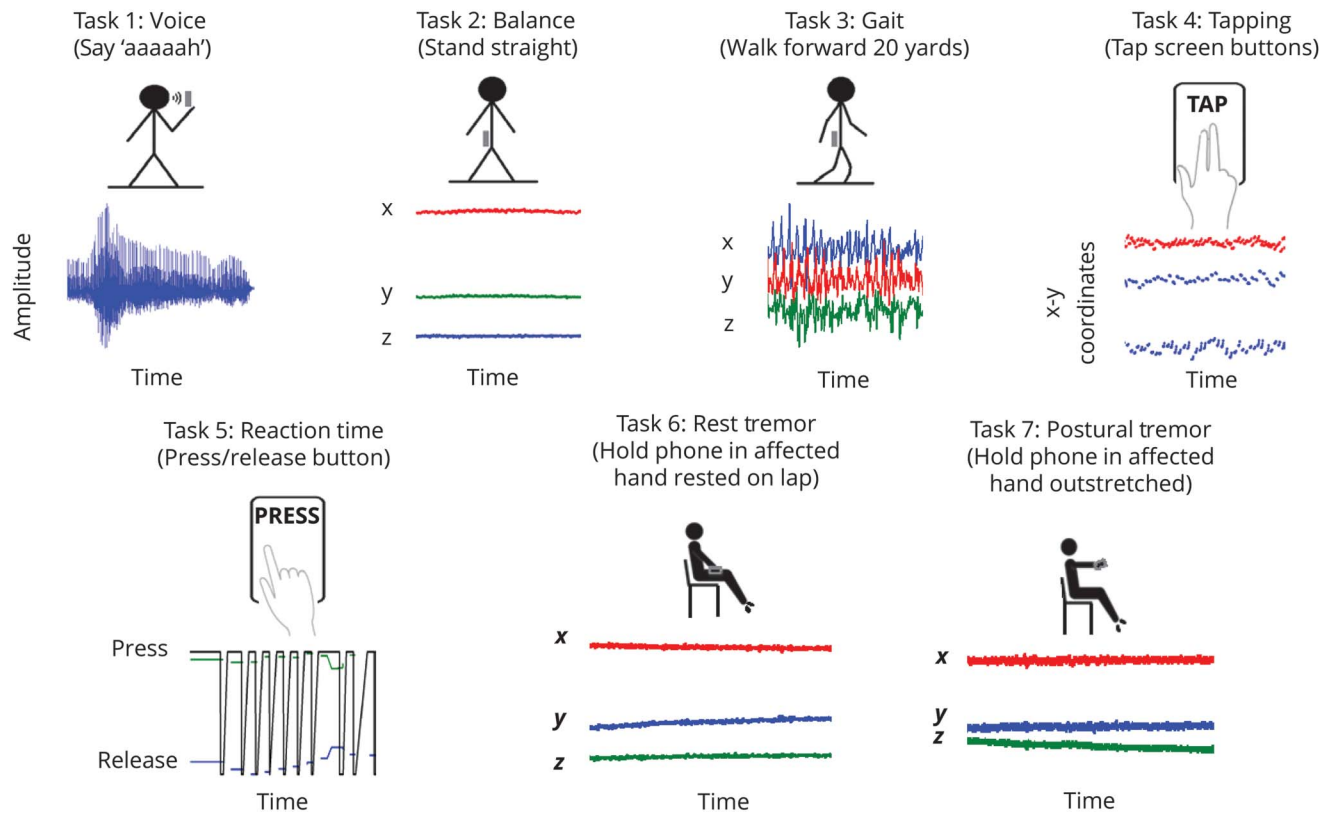 Task 1: Voice
(Say ‘aaaaah’)
Amplitude
Time
Task 2: Balance
(Stand straight)
x
y
z
Time
Task 3: Gait
(Walk forward 20 yards)
x
y
z
Time
Task 4: Tapping
(Tap screen buttons)
TAP
x-y
coordinates
Time
Task 5: Reaction time
(Press/release button)
PRESS
Press
Release
Time
Task 6: Rest tremor
(Hold phone in affected
hand rested on lap)
x
y
z
Time
Task 7: Postural tremor
(Hold phone in affected
hand outstretched)
x
y
z
Time